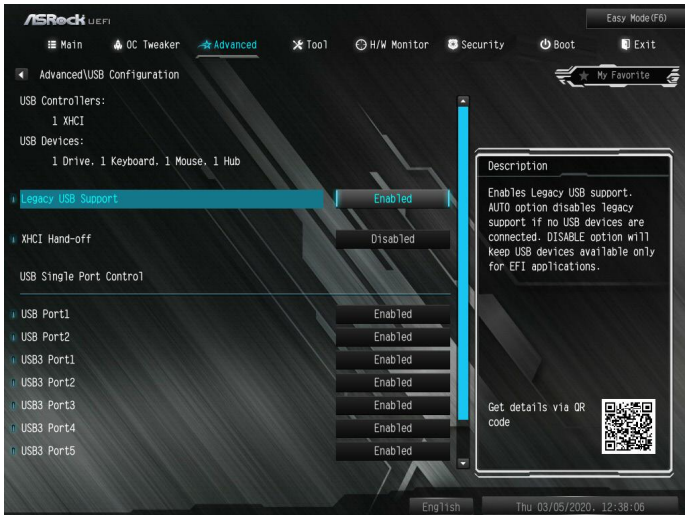 ASRock UEFI
Easy Mode(F6)
Main OC Tweaker Advanced Tool H/W Monitor Security Boot Exit
Advanced\USB Configuration
My Favorite
USB Controllers:
1 XHCI
USB Devices:
1 Drive. 1 Keyboard. 1 Mouse. 1 Hub
Legacy USB Support Enabled
XHCI Hand-off Disabled
USB Single Port Control
USB Port1 Enabled
USB Port2 Enabled
USB3 Port1 Enabled
USB3 Port2 Enabled
USB3 Port3 Enabled
USB3 Port4 Enabled
USB3 Port5 Enabled
Description
Enables Legacy USB support.
AUTO option disables legacy
support if no USB devices are
connected. DISABLE option will
keep USB devices available only
for EFI applications.
Get details via QR
code
English
Thu 03/05/2020. 12:38:06